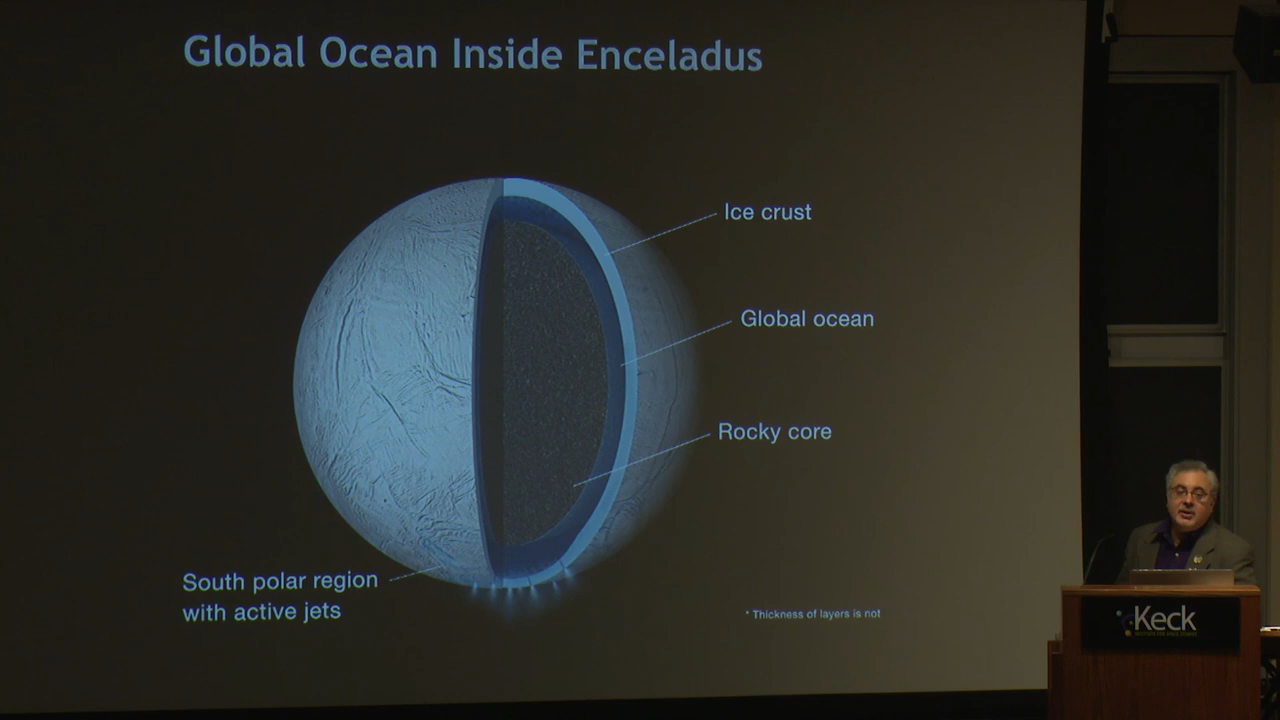 Global Ocean Inside Enceladus
Ice crust
Global ocean
Rocky core
South polar region
with active jets
* Thickness of layers is not
Keck
INSTITUTE FOR SPACE STUDIES